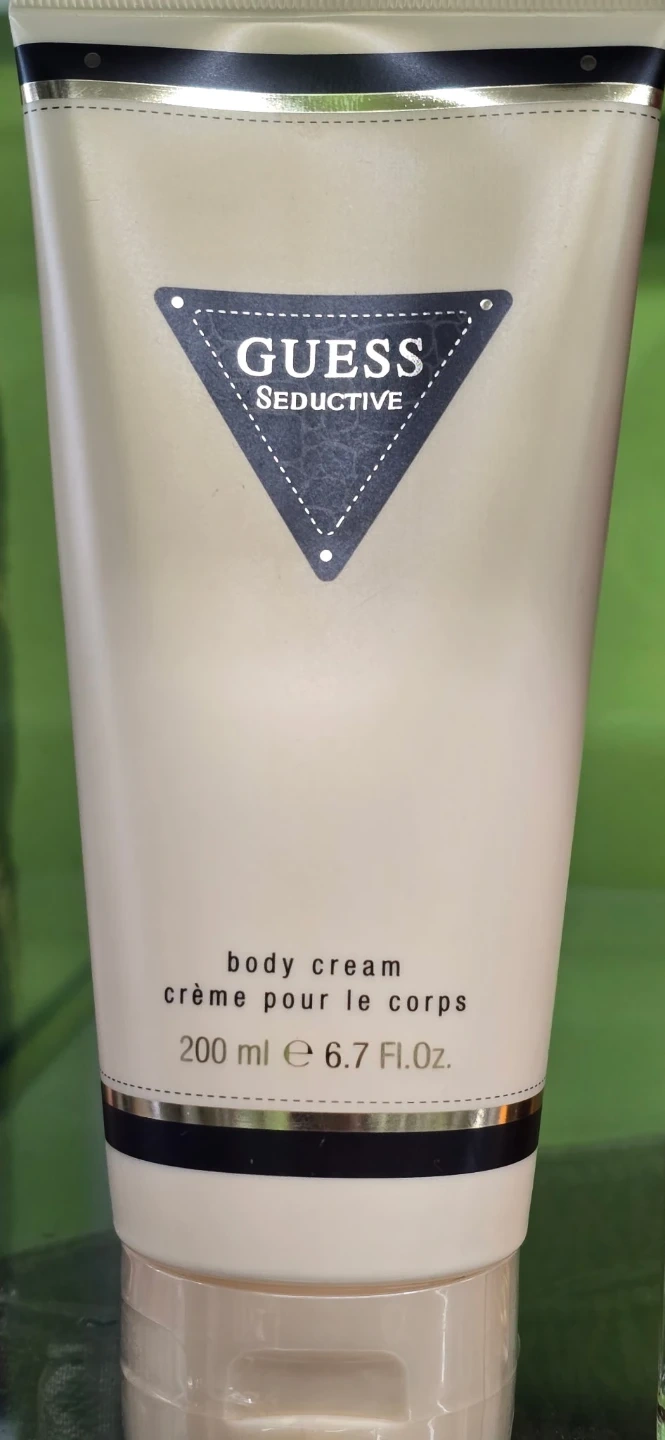 GUESS
SEDUCTIVE
body cream
crème pour le corps
200 ml ℮ 6.7 Fl.Oz.